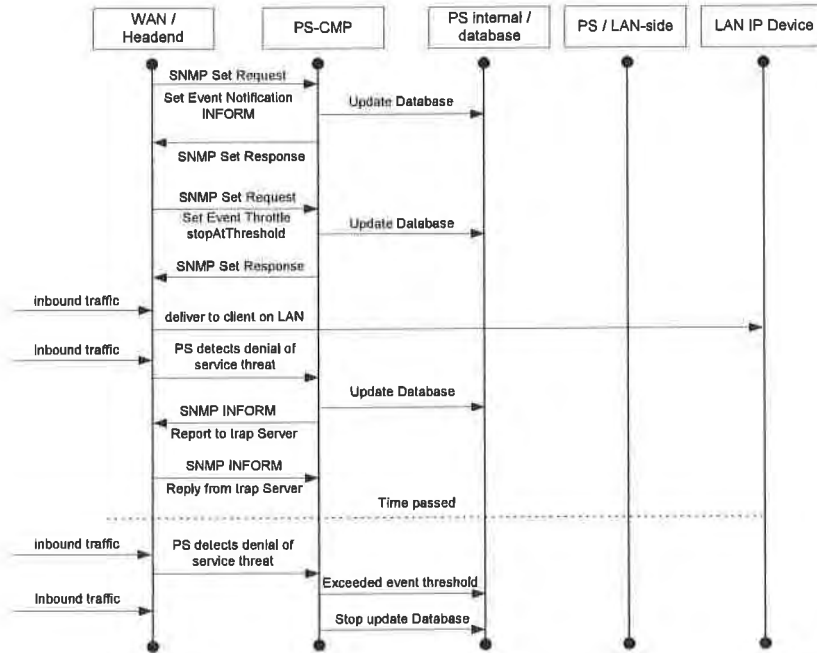 WAN /
Headend
PS-CMP
PS internal /
database
PS / LAN-side
LAN IP Device
SNMP Set Request
Set Event Notification
INFORM
Update Database
SNMP Set Response
SNMP Set Request
Set Event Throttle
stopAtThreshold
Update Database
SNMP Set Response
inbound traffic
deliver to client on LAN
Inbound traffic
PS detects denial of
service threat
Update Database
SNMP INFORM
Report to trap Server
SNMP INFORM
Reply from trap Server
Time passed
inbound traffic
PS detects denial of
service threat
Exceeded event threshold
Inbound traffic
Stop update Database